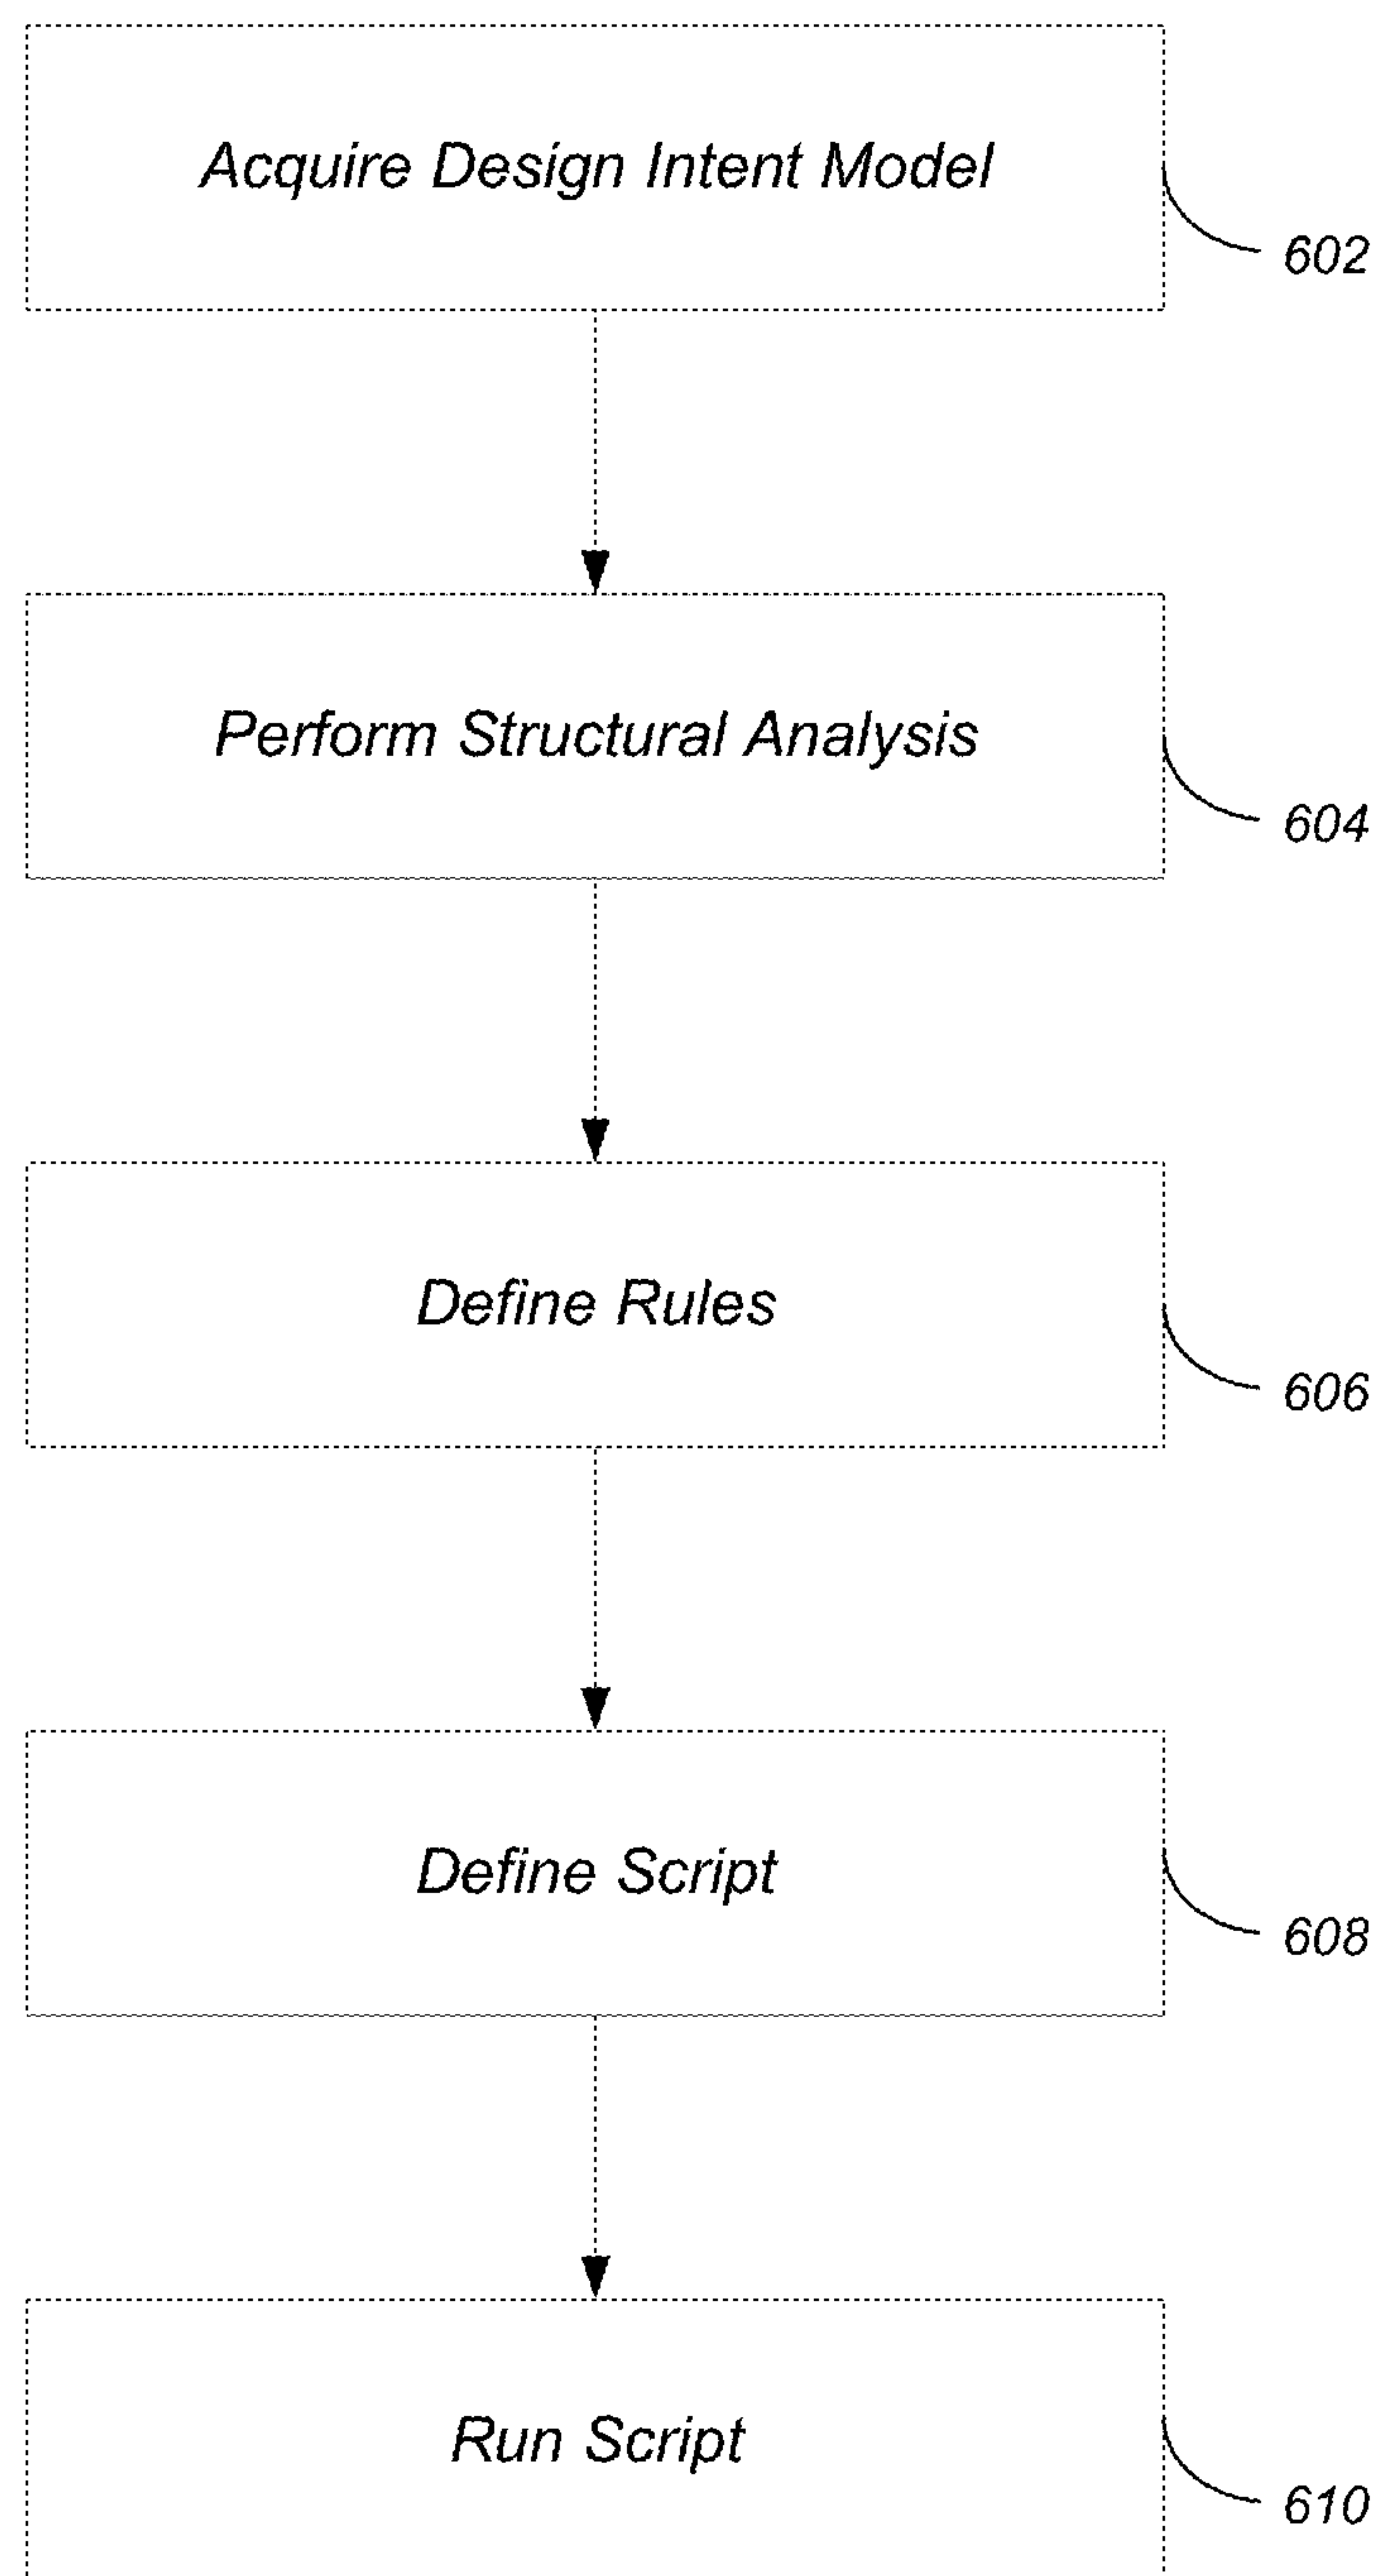 Acquire Design Intent Model
602
Perform Structural Analysis
604
Define Rules
606
Define Script
608
Run Script
610